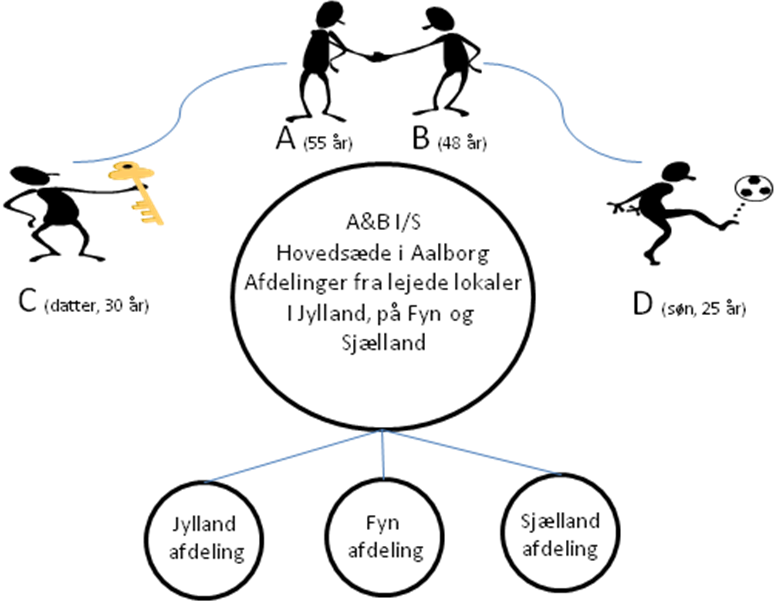 A (55 år)
B (48 år)
C (datter, 30 år)
D (søn, 25 år)
A&B I/S
Hovedsæde i Aalborg
Afdelinger fra lejede lokaler
I Jylland, på Fyn og
Sjælland
Jylland
afdeling
Fyn
afdeling
Sjælland
afdeling